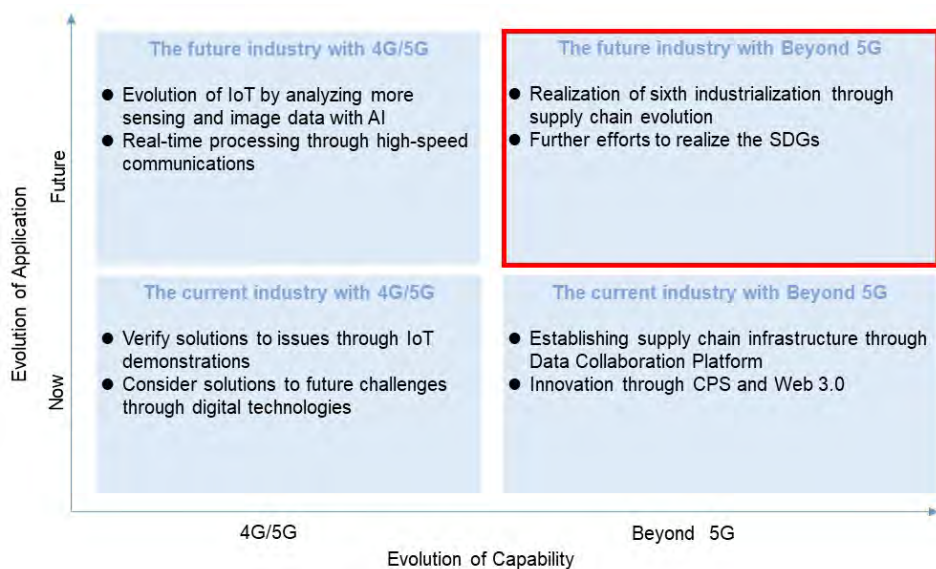 The future industry with 4G/5G
● Evolution of IoT by analyzing more
sensing and image data with AI
● Real-time processing through high-speed
communications
The future industry with Beyond 5G
● Realization of sixth industrialization through
supply chain evolution
● Further efforts to realize the SDGs
The current industry with 4G/5G
● Verify solutions to issues through IoT
demonstrations
● Consider solutions to future challenges
through digital technologies
The current industry with Beyond 5G
● Establishing supply chain infrastructure through
Data Collaboration Platform
● Innovation through CPS and Web 3.0
Evolution of Application
Future
Now
4G/5G
Beyond 5G
Evolution of Capability